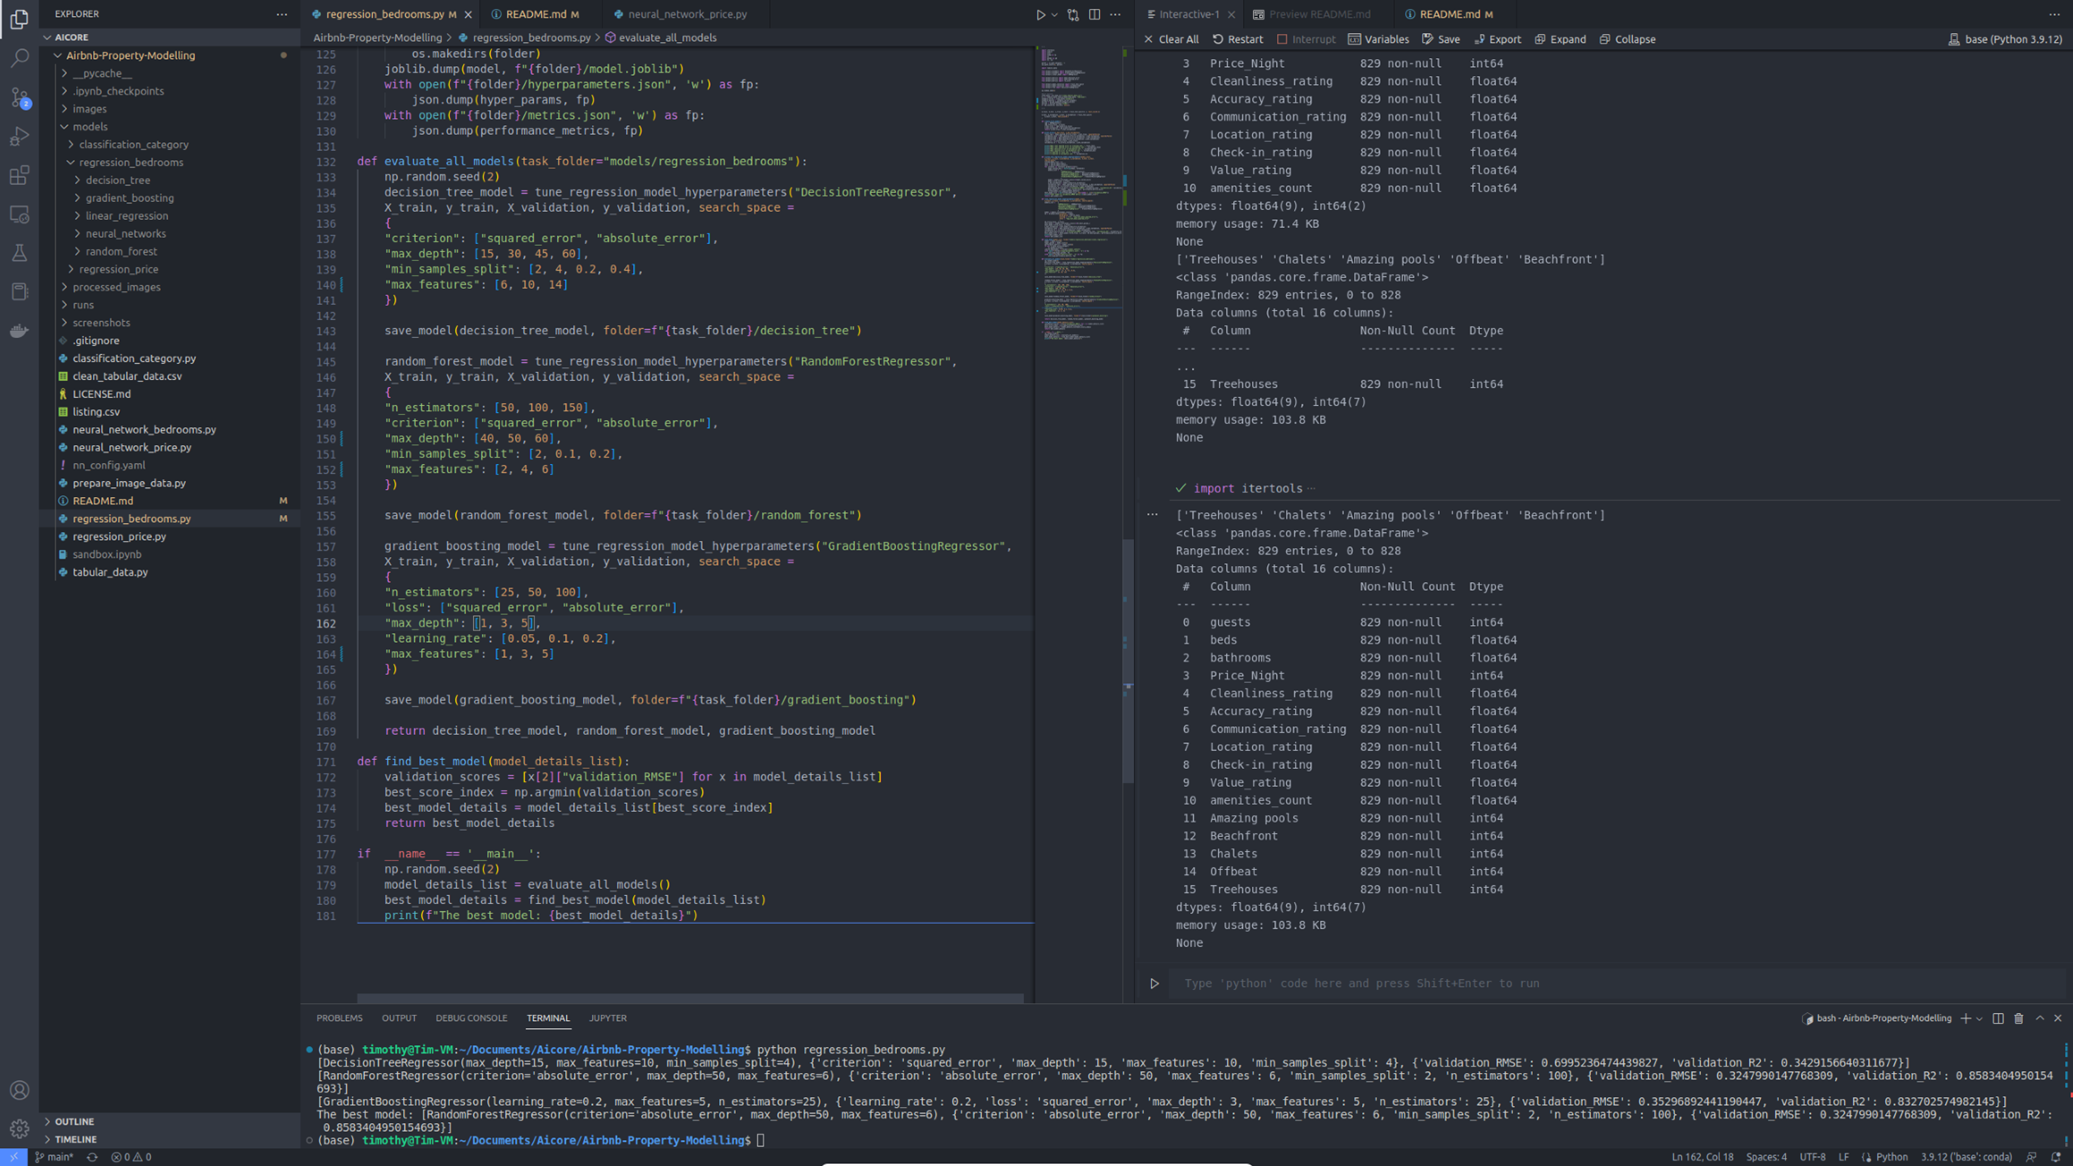 EXPLORER
AICORE
Airbnb-Property-Modelling
__pycache__
.ipynb_checkpoints
images
models
classification_category
regression_bedrooms
decision_tree
gradient_boosting
linear_regression
neural_networks
random_forest
regression_price
processed_images
runs
screenshots
.gitignore
classification_category.py
clean_tabular_data.csv
LICENSE.md
listing.csv
neural_network_bedrooms.py
neural_network_price.py
nn_config.yaml
prepare_image_data.py
README.md M
regression_bedrooms.py M
regression_price.py
sandbox.ipynb
tabular_data.py
OUTLINE
TIMELINE
regression_bedrooms.py M README.md M neural_network_price.py
Airbnb-Property-Modelling > regression_bedrooms.py > evaluate_all_models
125 os.makedirs(folder)
126 joblib.dump(model, f"{folder}/model.joblib")
127 with open(f"{folder}/hyperparameters.json", 'w') as fp:
128 json.dump(hyper_params, fp)
129 with open(f"{folder}/metrics.json", 'w') as fp:
130 json.dump(performance_metrics, fp)
131
132 def evaluate_all_models(task_folder="models/regression_bedrooms"):
133 np.random.seed(2)
134 decision_tree_model = tune_regression_model_hyperparameters("DecisionTreeRegressor",
135 X_train, y_train, X_validation, y_validation, search_space =
136 {
137 "criterion": ["squared_error", "absolute_error"],
138 "max_depth": [15, 30, 45, 60],
139 "min_samples_split": [2, 4, 0.2, 0.4],
140 "max_features": [6, 10, 14]
141 })
142
143 save_model(decision_tree_model, folder=f"{task_folder}/decision_tree")
144
145 random_forest_model = tune_regression_model_hyperparameters("RandomForestRegressor",
146 X_train, y_train, X_validation, y_validation, search_space =
147 {
148 "n_estimators": [50, 100, 150],
149 "criterion": ["squared_error", "absolute_error"],
150 "max_depth": [40, 50, 60],
151 "min_samples_split": [2, 0.1, 0.2],
152 "max_features": [2, 4, 6]
153 })
154
155 save_model(random_forest_model, folder=f"{task_folder}/random_forest")
156
157 gradient_boosting_model = tune_regression_model_hyperparameters("GradientBoostingRegressor",
158 X_train, y_train, X_validation, y_validation, search_space =
159 {
160 "n_estimators": [25, 50, 100],
161 "loss": ["squared_error", "absolute_error"],
162 "max_depth": [1, 3, 5],
163 "learning_rate": [0.05, 0.1, 0.2],
164 "max_features": [1, 3, 5]
165 })
166
167 save_model(gradient_boosting_model, folder=f"{task_folder}/gradient_boosting")
168
169 return decision_tree_model, random_forest_model, gradient_boosting_model
170
171 def find_best_model(model_details_list):
172 validation_scores = [x[2]["validation_RMSE"] for x in model_details_list]
173 best_score_index = np.argmin(validation_scores)
174 best_model_details = model_details_list[best_score_index]
175 return best_model_details
176
177 if __name__ == '__main__':
178 np.random.seed(2)
179 model_details_list = evaluate_all_models()
180 best_model_details = find_best_model(model_details_list)
181 print(f"The best model: {best_model_details}")
Interactive-1 Preview README.md README.md M
Clear All Restart Interrupt Variables Save Export Expand Collapse base (Python 3.9.12)
3 Price_Night 829 non-null int64
4 Cleanliness_rating 829 non-null float64
5 Accuracy_rating 829 non-null float64
6 Communication_rating 829 non-null float64
7 Location_rating 829 non-null float64
8 Check-in_rating 829 non-null float64
9 Value_rating 829 non-null float64
10 amenities_count 829 non-null float64
dtypes: float64(9), int64(2)
memory usage: 71.4 KB
None
['Treehouses' 'Chalets' 'Amazing pools' 'Offbeat' 'Beachfront']
<class 'pandas.core.frame.DataFrame'>
RangeIndex: 829 entries, 0 to 828
Data columns (total 16 columns):
# Column Non-Null Count Dtype
--- ------ -------------- -----
...
15 Treehouses 829 non-null int64
dtypes: float64(9), int64(7)
memory usage: 103.8 KB
None
import itertools ...
['Treehouses' 'Chalets' 'Amazing pools' 'Offbeat' 'Beachfront']
<class 'pandas.core.frame.DataFrame'>
RangeIndex: 829 entries, 0 to 828
Data columns (total 16 columns):
# Column Non-Null Count Dtype
--- ------ -------------- -----
0 guests 829 non-null int64
1 beds 829 non-null float64
2 bathrooms 829 non-null float64
3 Price_Night 829 non-null int64
4 Cleanliness_rating 829 non-null float64
5 Accuracy_rating 829 non-null float64
6 Communication_rating 829 non-null float64
7 Location_rating 829 non-null float64
8 Check-in_rating 829 non-null float64
9 Value_rating 829 non-null float64
10 amenities_count 829 non-null float64
11 Amazing pools 829 non-null int64
12 Beachfront 829 non-null int64
13 Chalets 829 non-null int64
14 Offbeat 829 non-null int64
15 Treehouses 829 non-null int64
dtypes: float64(9), int64(7)
memory usage: 103.8 KB
None
Type 'python' code here and press Shift+Enter to run
PROBLEMS OUTPUT DEBUG CONSOLE TERMINAL JUPYTER
bash - Airbnb-Property-Modelling
(base) timothy@Tim-VM:~/Documents/Aicore/Airbnb-Property-Modelling$ python regression_bedrooms.py
[DecisionTreeRegressor(max_depth=15, max_features=10, min_samples_split=4), {'criterion': 'squared_error', 'max_depth': 15, 'max_features': 10, 'min_samples_split': 4}, {'validation_RMSE': 0.6995236474439827, 'validation_R2': 0.3429156640311677}]
[RandomForestRegressor(criterion='absolute_error', max_depth=50, max_features=6), {'criterion': 'absolute_error', 'max_depth': 50, 'max_features': 6, 'min_samples_split': 2, 'n_estimators': 100}, {'validation_RMSE': 0.3247990147768309, 'validation_R2': 0.8583404950154
693}]
[GradientBoostingRegressor(learning_rate=0.2, max_features=5, n_estimators=25), {'learning_rate': 0.2, 'loss': 'squared_error', 'max_depth': 3, 'max_features': 5, 'n_estimators': 25}, {'validation_RMSE': 0.35296892441190447, 'validation_R2': 0.832702574982145}]
The best model: [RandomForestRegressor(criterion='absolute_error', max_depth=50, max_features=6), {'criterion': 'absolute_error', 'max_depth': 50, 'max_features': 6, 'min_samples_split': 2, 'n_estimators': 100}, {'validation_RMSE': 0.3247990147768309, 'validation_R2':
0.8583404950154693}]
(base) timothy@Tim-VM:~/Documents/Aicore/Airbnb-Property-Modelling$
main* 0 0 Ln 162, Col 18 Spaces: 4 UTF-8 LF Python 3.9.12 ('base': conda)
2